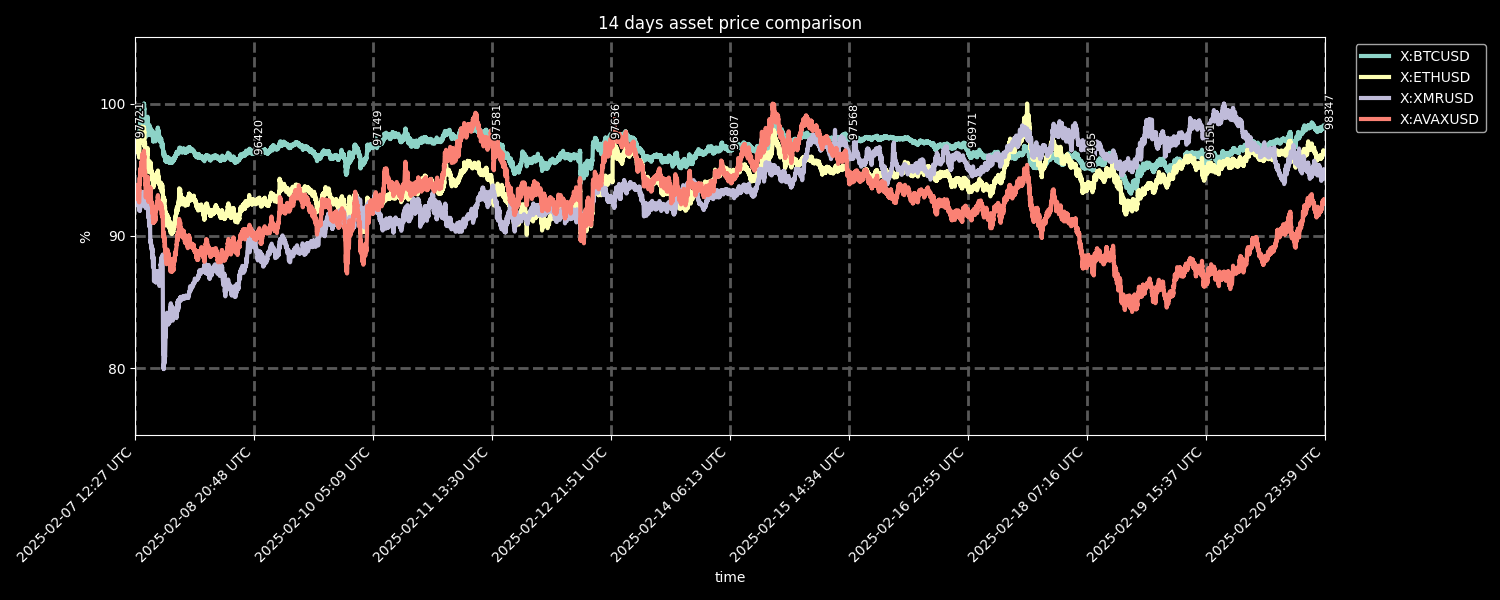 14 days asset price comparison
X:BTCUSD
X:ETHUSD
X:XMRUSD
X:AVAXUSD
100
90
80
%
96420
97149
97581
97636
96807
97568
96971
95465
96151
98347
2025-02-07 12:27 UTC
2025-02-08 20:48 UTC
2025-02-10 05:09 UTC
2025-02-11 13:30 UTC
2025-02-12 21:51 UTC
2025-02-14 06:13 UTC
2025-02-15 14:34 UTC
2025-02-16 22:55 UTC
2025-02-18 07:16 UTC
2025-02-19 15:37 UTC
2025-02-20 23:59 UTC
time